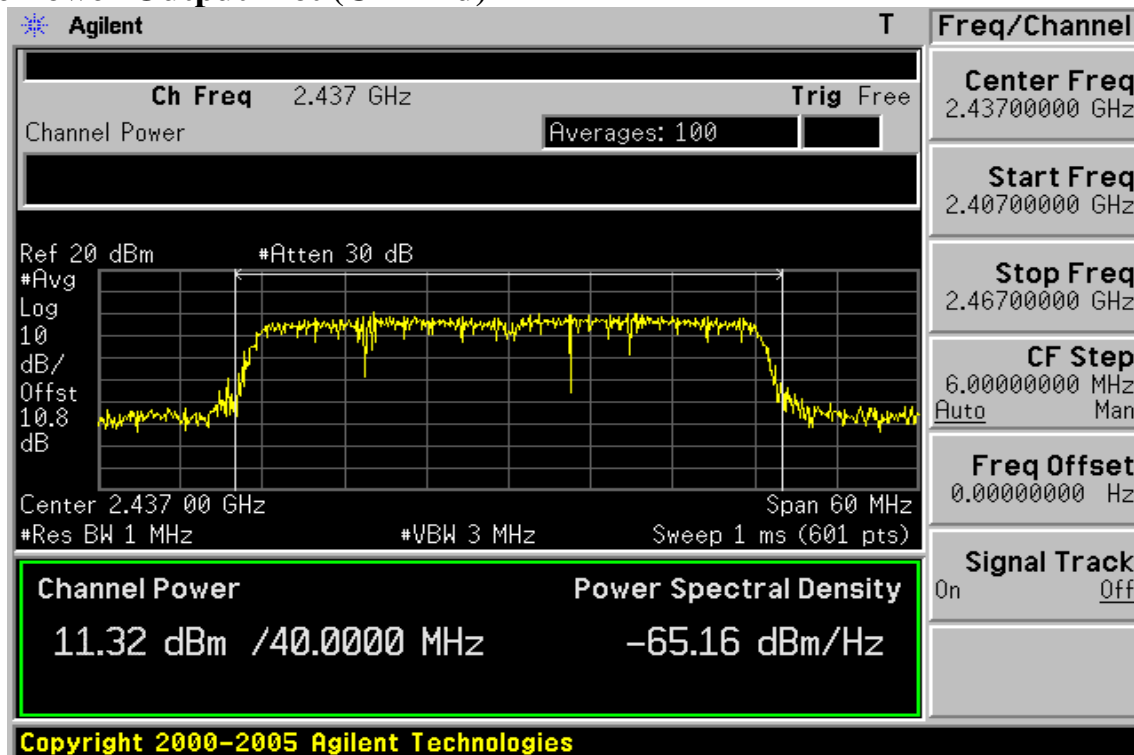 Power Output
Agilent T
Ch Freq 2.437 GHz Trig Free
Channel Power Averages: 100
Ref 20 dBm #Atten 30 dB
#Avg
Log
10
dB/
Offst
10.8
dB
Center 2.437 00 GHz Span 60 MHz
#Res BW 1 MHz #VBW 3 MHz Sweep 1 ms (601 pts)
Channel Power Power Spectral Density
11.32 dBm /40.0000 MHz -65.16 dBm/Hz
Copyright 2000-2005 Agilent Technologies
Freq/Channel
Center Freq
2.43700000 GHz
Start Freq
2.40700000 GHz
Stop Freq
2.46700000 GHz
CF Step
6.00000000 MHz
Auto Man
Freq Offset
0.00000000 Hz
Signal Track
On Off